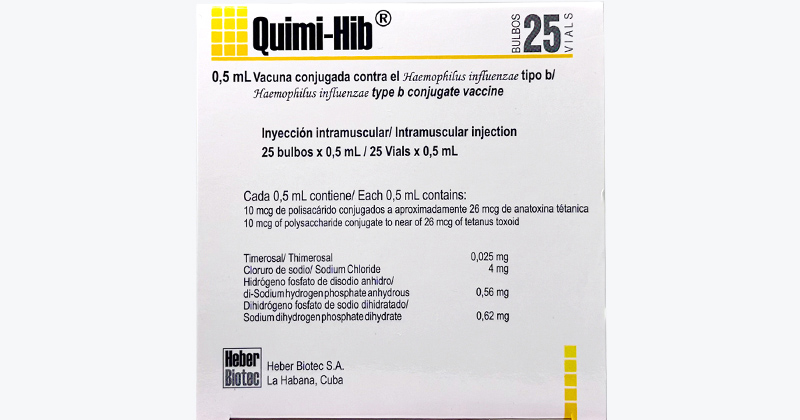 Quimi-Hib®
BULBOS 25 VIALS
0,5 mL Vacuna conjugada contra el Haemophilus influenzae tipo b/
Haemophilus influenzae type b conjugate vaccine
Inyección intramuscular/ Intramuscular injection
25 bulbos x 0,5 mL / 25 Vials x 0,5 mL
Cada 0,5 mL contiene/ Each 0,5 mL contains:
10 mcg de polisacárido conjugados a aproximadamente 26 mcg de anatoxina tétanica
10 mcg of polysaccharide conjugate to near of 26 mcg of tetanus toxoid
Timerosal/ Thimerosal 0,025 mg
Cloruro de sodio/ Sodium Chloride 4 mg
Hidrógeno fosfato de disodio anhidro/
di-Sodium hydrogen phosphate anhydrous 0,56 mg
Dihidrógeno fosfato de sodio dihidratado/
Sodium dihydrogen phosphate dihydrate 0,62 mg
Heber Biotec
Heber Biotec S.A.
La Habana, Cuba